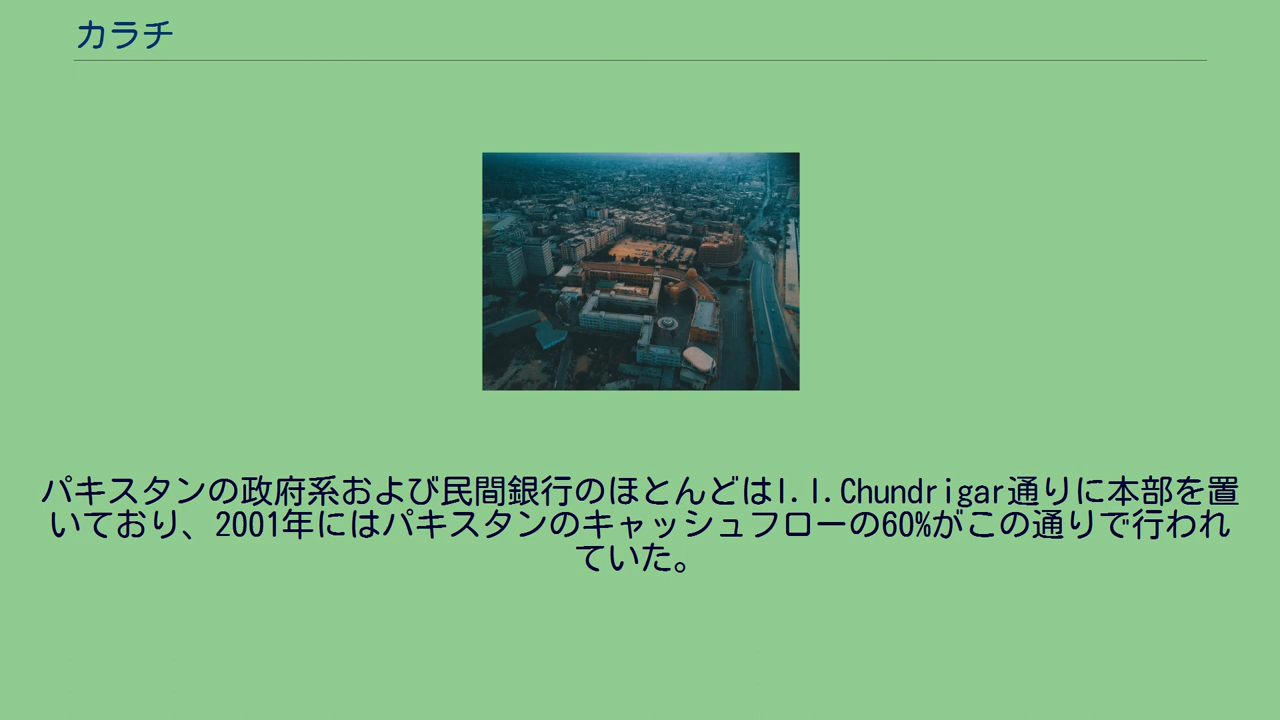 カラチ
パキスタンの政府系および民間銀行のほとんどはI.I.Chundrigar通りに本部を置
いており、2001年にはパキスタンのキャッシュフローの60%がこの通りで行われ
ていた。